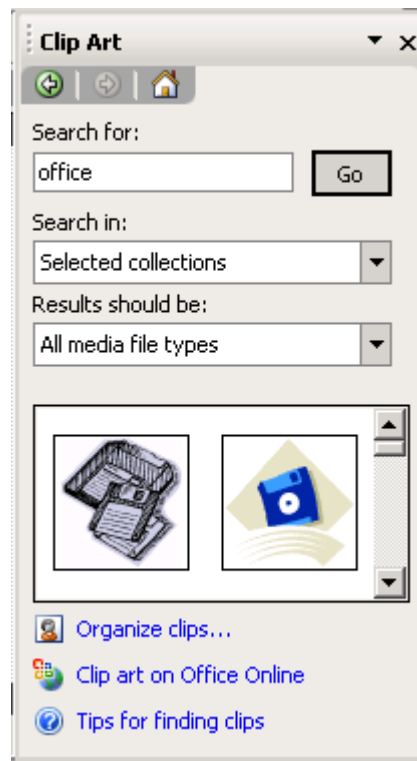 Clip Art
Search for:
office
Go
Search in:
Selected collections
Results should be:
All media file types
Organize clips...
Clip art on Office Online
Tips for finding clips